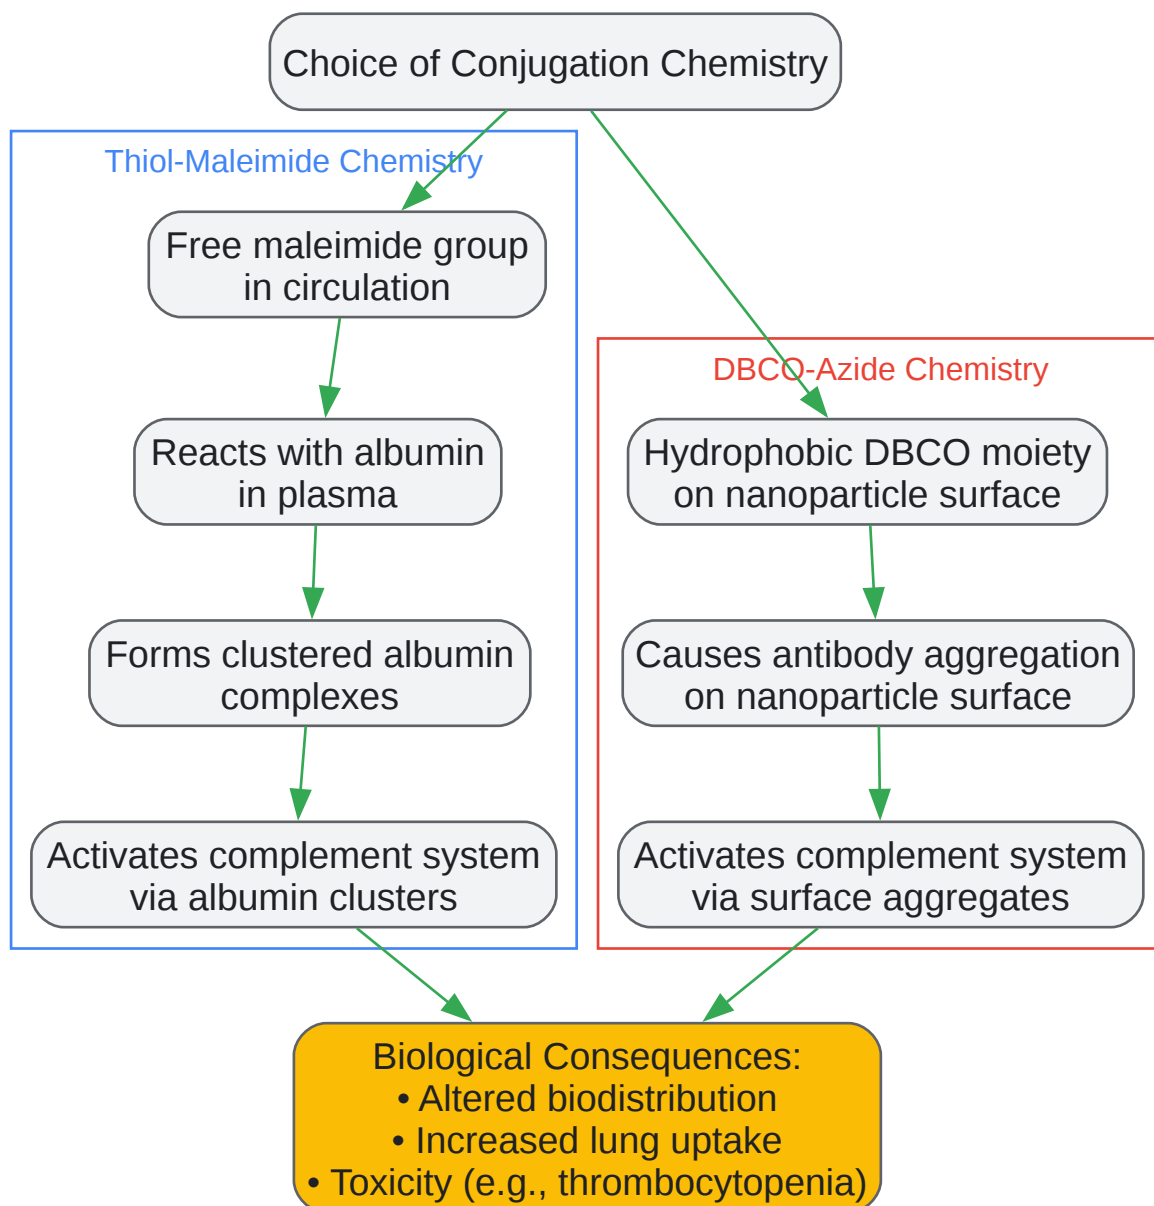 Choice of Conjugation Chemistry
Thiol-Maleimide Chemistry
Free maleimide group
in circulation
Reacts with albumin
in plasma
Forms clustered albumin
complexes
Activates complement system
via albumin clusters
DBCO-Azide Chemistry
Hydrophobic DBCO moiety
on nanoparticle surface
Causes antibody aggregation
on nanoparticle surface
Activates complement system
via surface aggregates
Biological Consequences:
• Altered biodistribution
• Increased lung uptake
• Toxicity (e.g., thrombocytopenia)